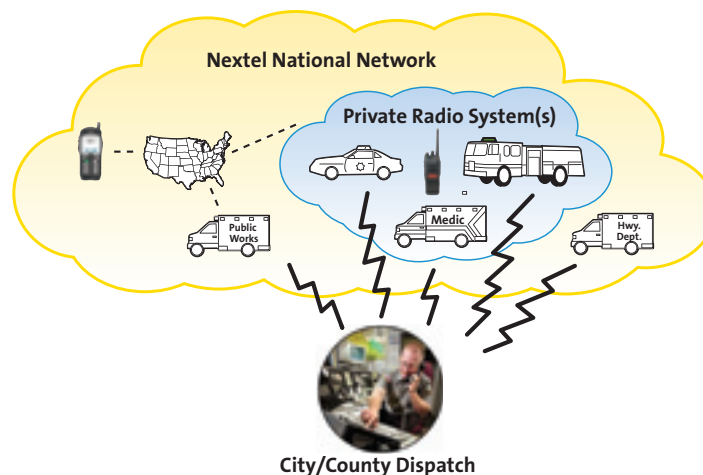 Nextel National Network
Private Radio System(s)
Public
Works
Medic
Hwy.
Dept.
City/County Dispatch